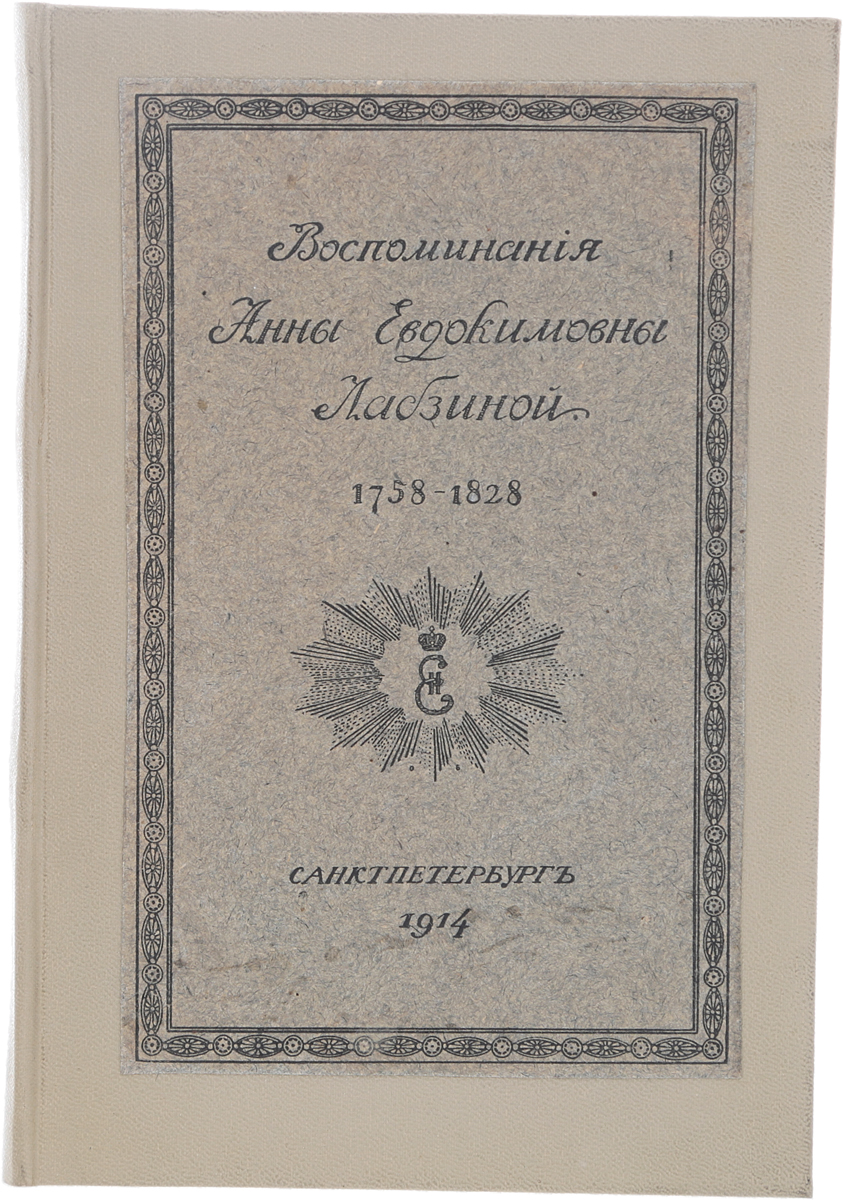 Воспоминанія
Анны Евдокимовны
Лабзиной.
1758-1828
САНКТПЕТЕРБУРГЪ
1914